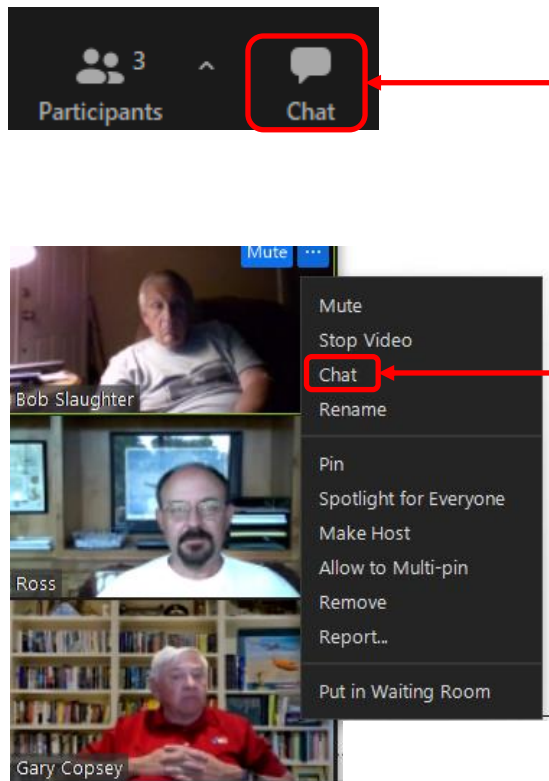 3
Participants
Chat
Mute ...
Bob Slaughter
Ross
Gary Copsey
Mute
Stop Video
Chat
Rename
Pin
Spotlight for Everyone
Make Host
Allow to Multi-pin
Remove
Report...
Put in Waiting Room